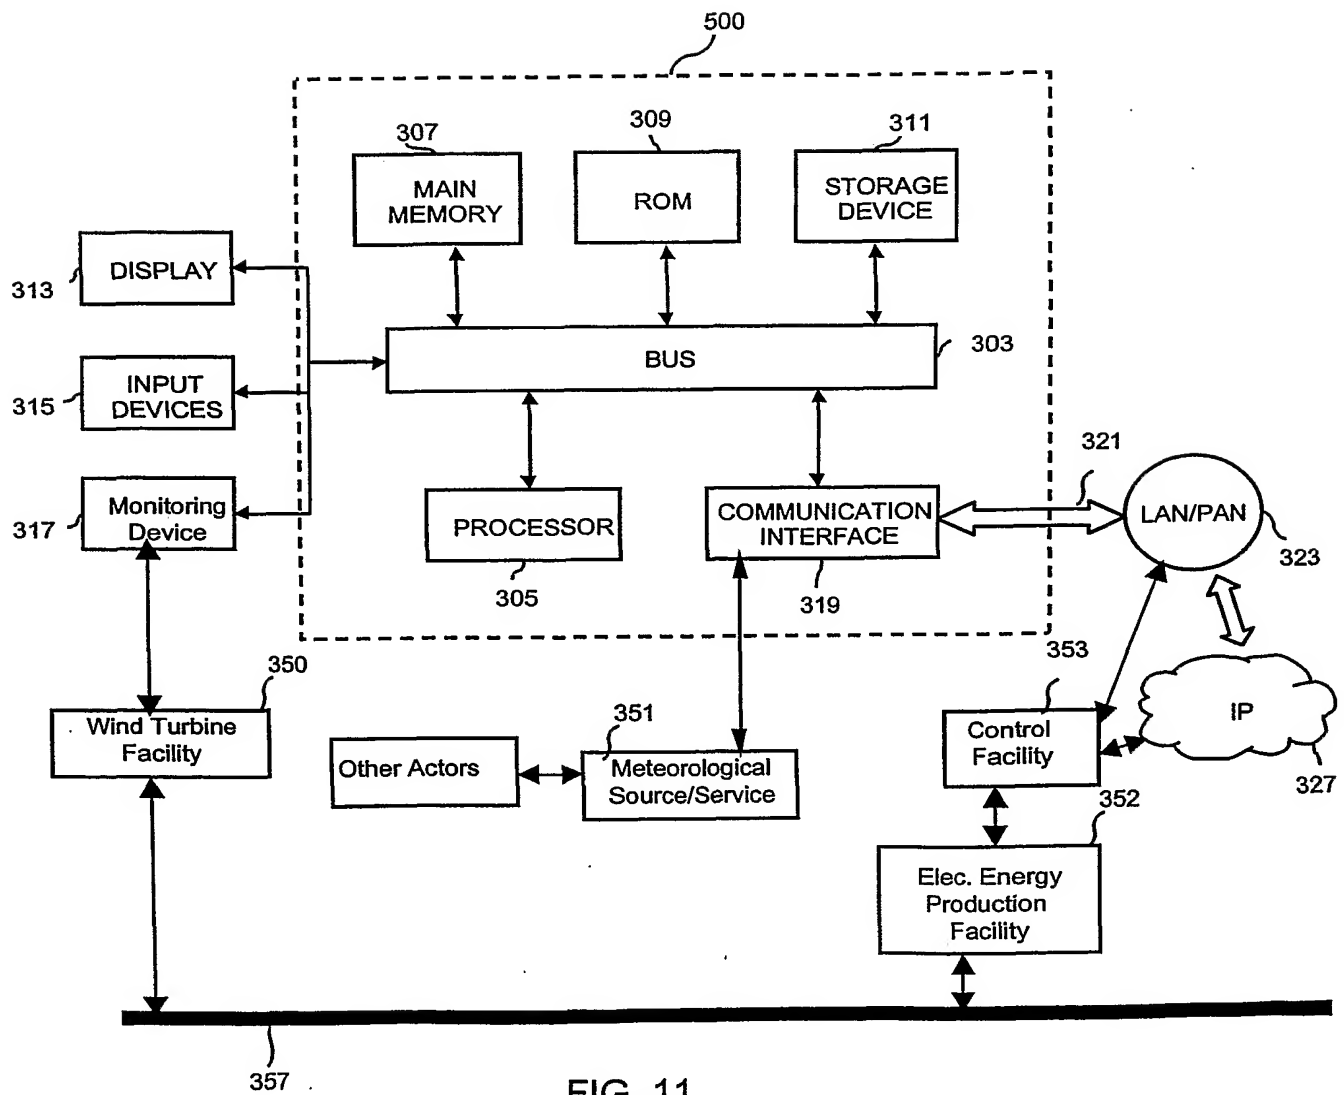 500
307
309
311
MAIN
MEMORY
ROM
STORAGE
DEVICE
DISPLAY
313
BUS
303
INPUT
DEVICES
315
321
Monitoring
Device
317
PROCESSOR
305
COMMUNICATION
INTERFACE
319
LAN/PAN
323
350
Wind Turbine
Facility
351
Other Actors
Meteorological
Source/Service
353
Control
Facility
IP
327
352
Elec. Energy
Production
Facility
357
FIG. 11